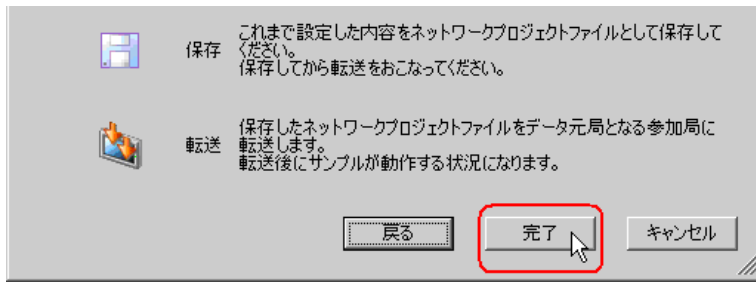 保存
これまで設定した内容をネットワークプロジェクトファイルとして保存して
ください。
保存してから転送をおこなってください。
転送
保存したネットワークプロジェクトファイルをデータ元局となる参加局に
転送します。
転送後にサンプルが動作する状況になります。
戻る
完了
キャンセル